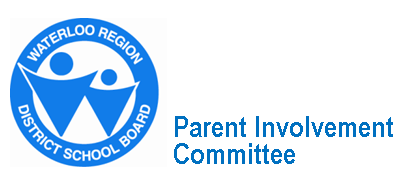 WATERLOO REGION
DISTRICT SCHOOL BOARD
Parent Involvement
Committee